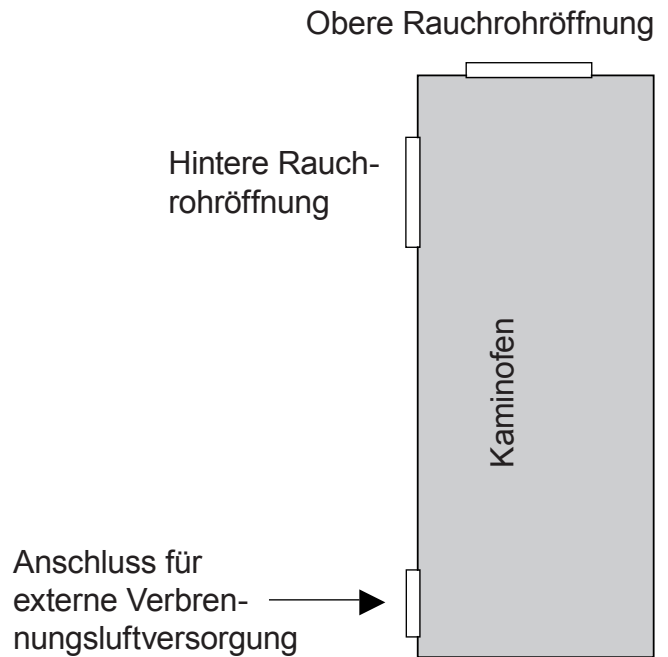 Obere Rauchrohröffnung
Hintere Rauch-
rohröffnung
Kaminofen
Anschluss für
externe Verbren-
nungsluftversorgung